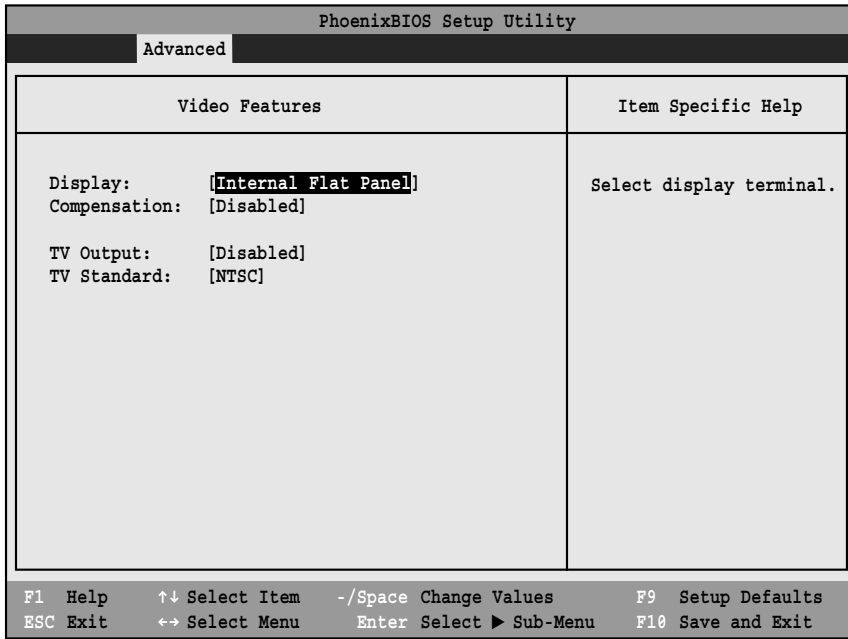 PhoenixBIOS Setup Utility
Advanced
Video Features
Item Specific Help
Display: [Internal Flat Panel]
Compensation: [Disabled]
TV Output: [Disabled]
TV Standard: [NTSC]
Select display terminal.
F1 Help ↑↓ Select Item -/Space Change Values F9 Setup Defaults
ESC Exit ←→ Select Menu Enter Select ▶ Sub-Menu F10 Save and Exit